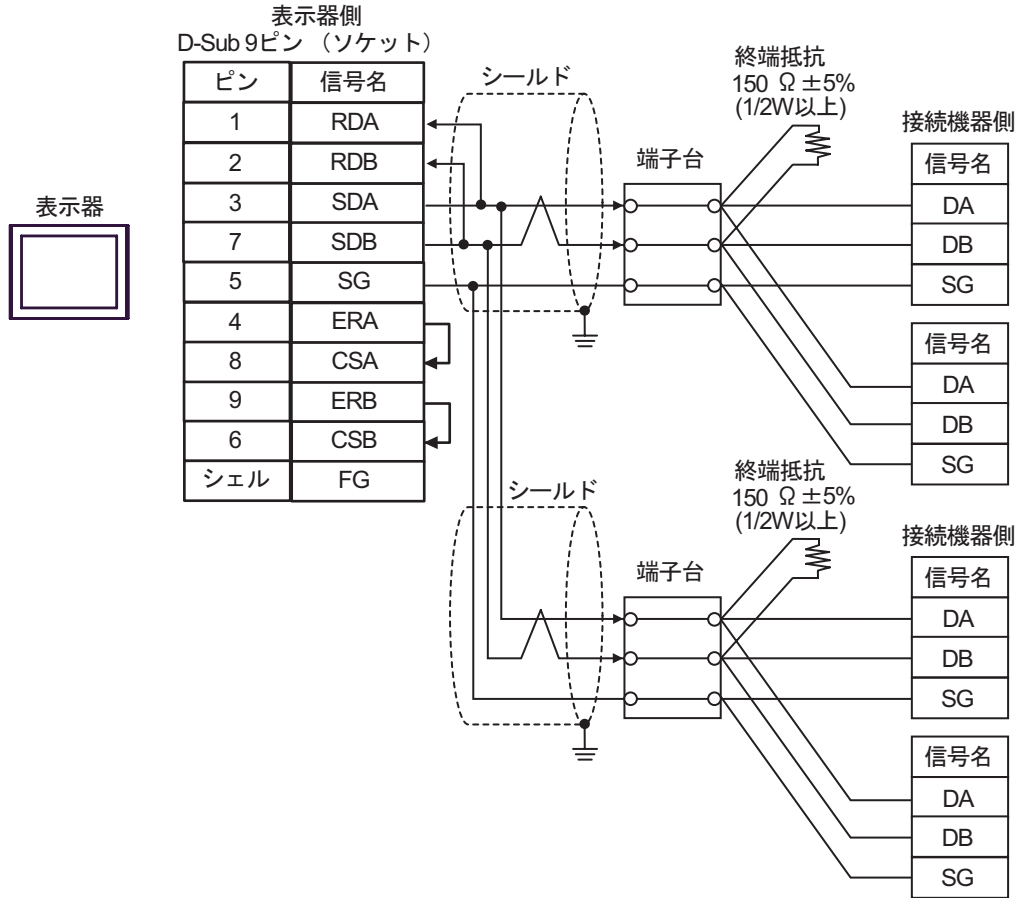 表示器側
D-Sub 9ピン （ソケット）
ピン 信号名
1 RDA
2 RDB
3 SDA
7 SDB
5 SG
4 ERA
8 CSA
9 ERB
6 CSB
シェル FG
表示器
シールド
終端抵抗
150 Ω ±5%
(1/2W以上)
端子台
接続機器側
信号名
DA
DB
SG
信号名
DA
DB
SG
シールド
終端抵抗
150 Ω ±5%
(1/2W以上)
端子台
接続機器側
信号名
DA
DB
SG
信号名
DA
DB
SG